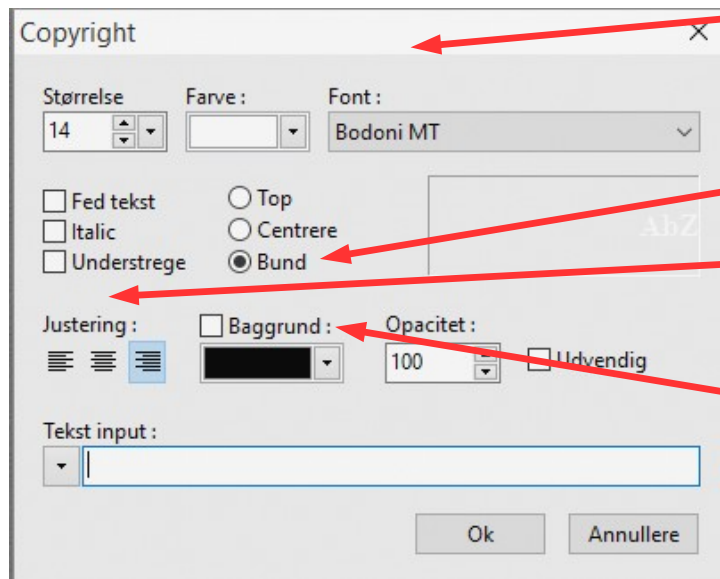 Copyright
Størrelse Farve : Font :
14 Bodoni MT
Fed tekst Top
Italic Centrere AbZ
Understrege Bund
Justering : Baggrund : Opacitet :
100 Udvendig
Tekst input :
Ok Annullere